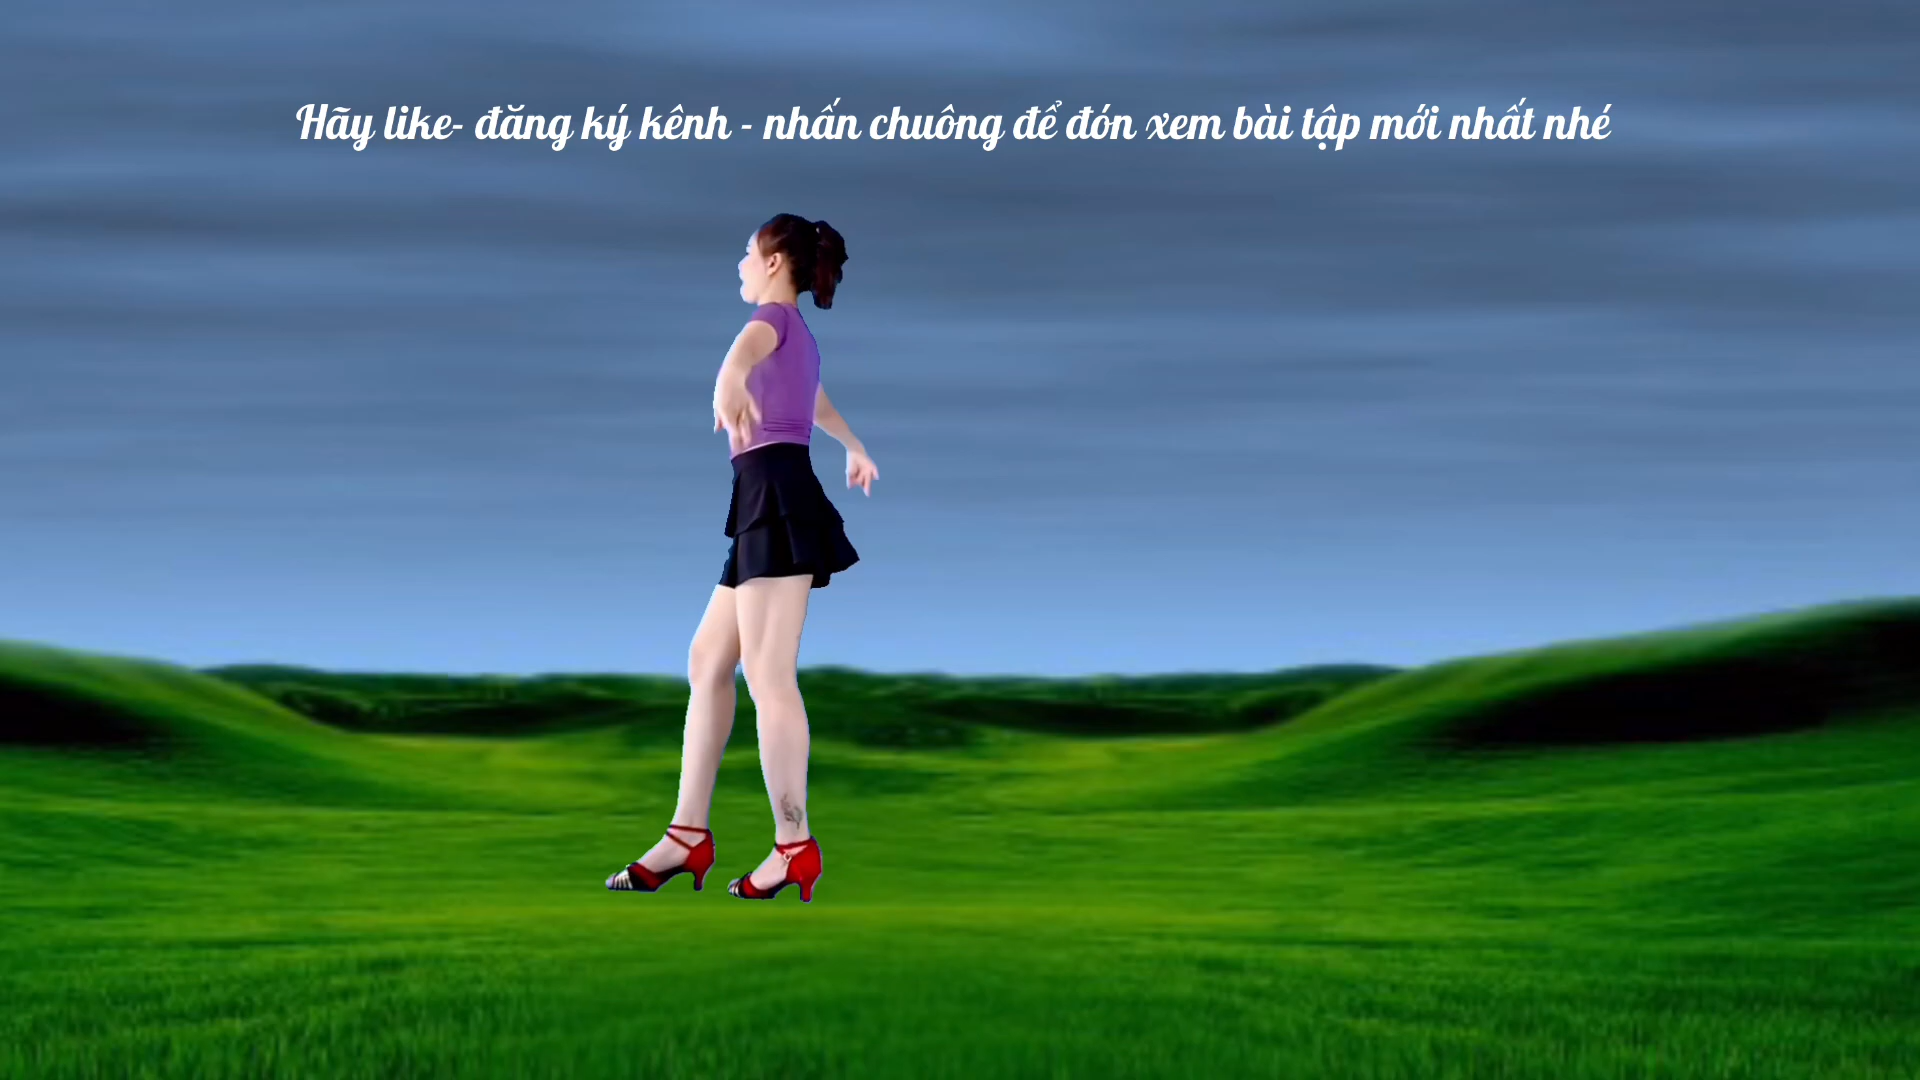 Hãy like- đăng ký kênh - nhấn chuông để đón xem bài tập mới nhất nhé